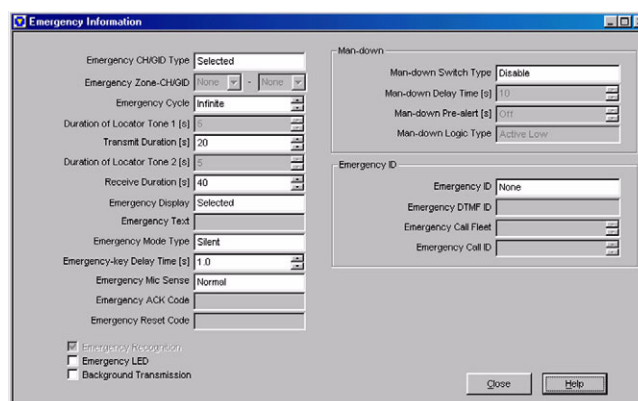 Emergency Information
Emergency CH/GID Type Selected
Emergency Zone-CH/GID None - None
Emergency Cycle Infinite
Duration of Locator Tone 1 [s] 5
Transmit Duration [s] 20
Duration of Locator Tone 2 [s] 5
Receive Duration [s] 40
Emergency Display Selected
Emergency Text
Emergency Mode Type Silent
Emergency-key Delay Time [s] 1.0
Emergency Mic Sense Normal
Emergency ACK Code
Emergency Reset Code
Emergency Recognition
Emergency LED
Background Transmission
Man-down
Man-down Switch Type Disable
Man-down Delay Time [s] 10
Man-down Pre-alert [s] Off
Man-down Logic Type Active Low
Emergency ID
Emergency ID None
Emergency DTMF ID
Emergency Call Fleet
Emergency Call ID
Close Help